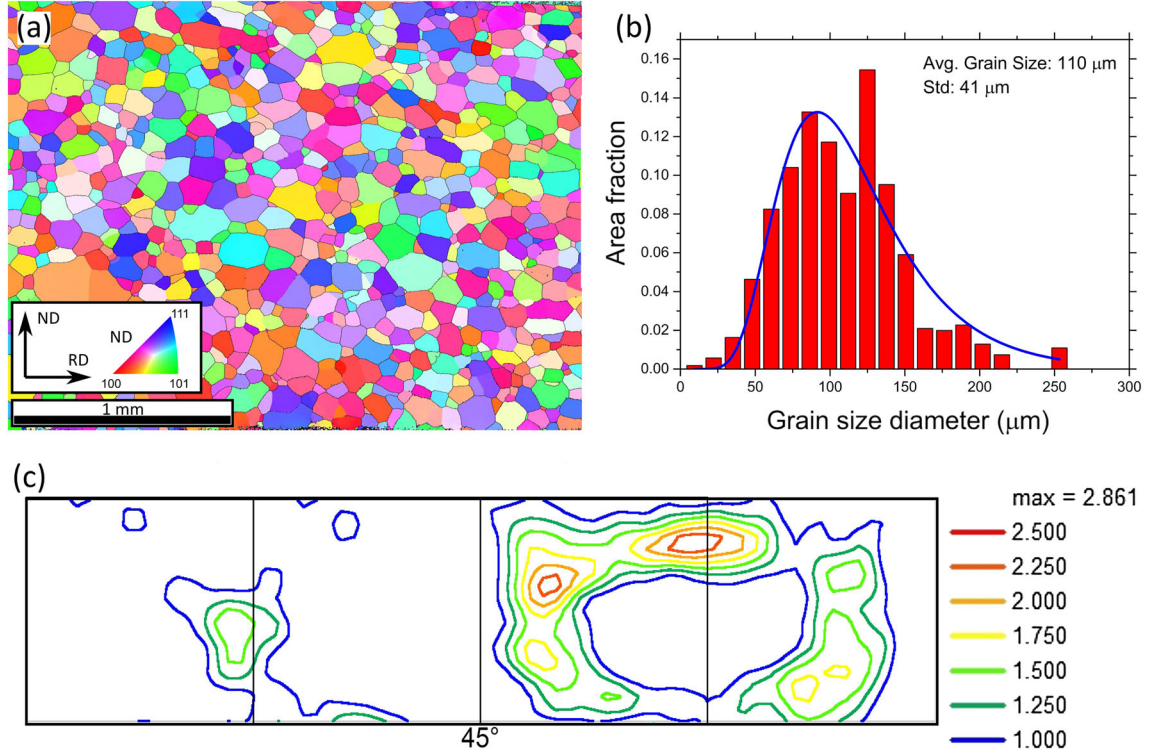 (a)
ND
RD
ND
111
100
101
1 mm
(b)
Avg. Grain Size: 110 μm
Std: 41 μm
Area fraction
0.16
0.14
0.12
0.10
0.08
0.06
0.04
0.02
0.00
0
50
100
150
200
250
300
Grain size diameter (μm)
(c)
45°
max = 2.861
2.500
2.250
2.000
1.750
1.500
1.250
1.000